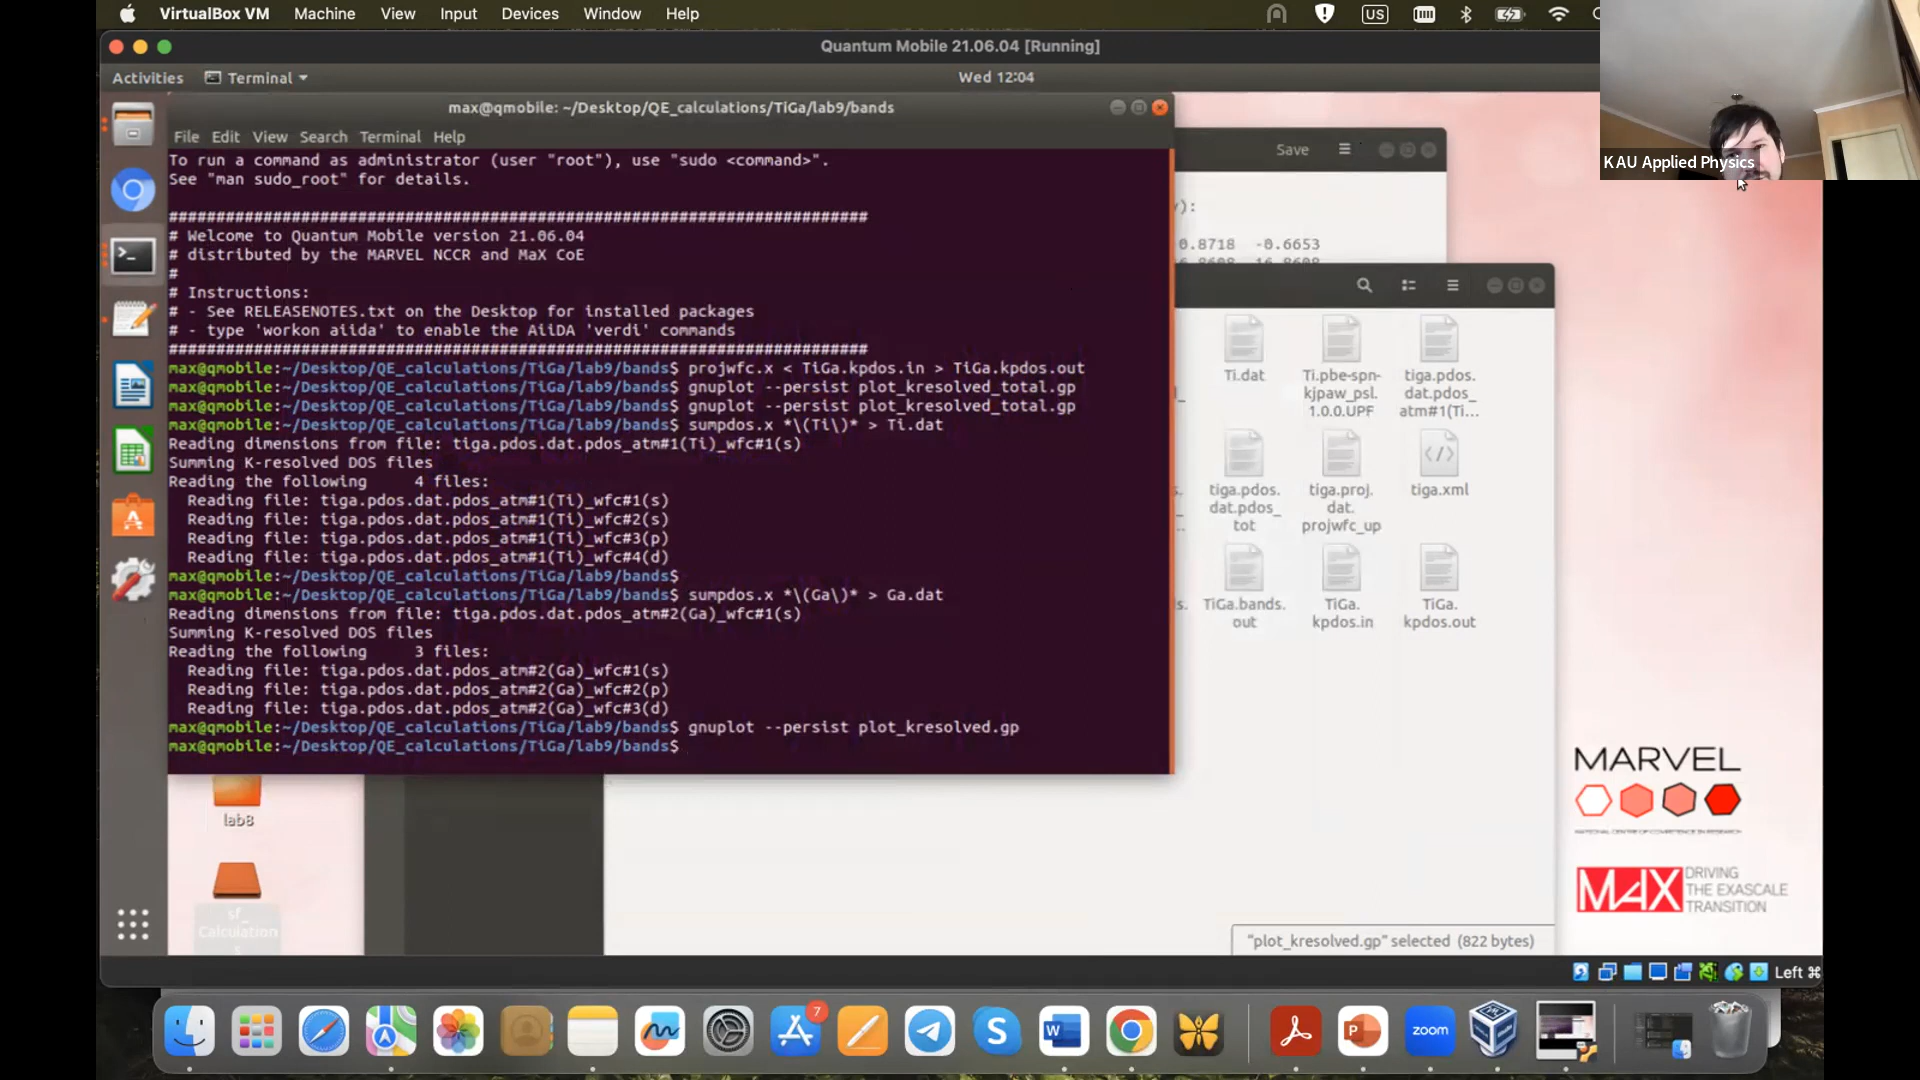 VirtualBox VM Machine View Input Devices Window Help
US
Quantum Mobile 21.06.04 [Running]
Activities Terminal Wed 12:04
max@qmobile: ~/Desktop/QE_calculations/TiGa/lab9/bands
File Edit View Search Terminal Help
To run a command as administrator (user "root"), use "sudo <command>".
See "man sudo_root" for details.
##########################################################################
# Welcome to Quantum Mobile version 21.06.04
# distributed by the MARVEL NCCR and MaX CoE
#
# Instructions:
# - See RELEASENOTES.txt on the Desktop for installed packages
# - type 'workon aiida' to enable the AiiDA 'verdi' commands
##########################################################################
max@qmobile:~/Desktop/QE_calculations/TiGa/lab9/bands$ projwfc.x < TiGa.kpdos.in > TiGa.kpdos.out
max@qmobile:~/Desktop/QE_calculations/TiGa/lab9/bands$ gnuplot --persist plot_kresolved_total.gp
max@qmobile:~/Desktop/QE_calculations/TiGa/lab9/bands$ gnuplot --persist plot_kresolved_total.gp
max@qmobile:~/Desktop/QE_calculations/TiGa/lab9/bands$ sumpdos.x *\(Ti\)* > Ti.dat
Reading dimensions from file: tiga.pdos.dat.pdos_atm#1(Ti)_wfc#1(s)
Summing K-resolved DOS files
Reading the following 4 files:
Reading file: tiga.pdos.dat.pdos_atm#1(Ti)_wfc#1(s)
Reading file: tiga.pdos.dat.pdos_atm#1(Ti)_wfc#2(s)
Reading file: tiga.pdos.dat.pdos_atm#1(Ti)_wfc#3(p)
Reading file: tiga.pdos.dat.pdos_atm#1(Ti)_wfc#4(d)
max@qmobile:~/Desktop/QE_calculations/TiGa/lab9/bands$
max@qmobile:~/Desktop/QE_calculations/TiGa/lab9/bands$ sumpdos.x *\(Ga\)* > Ga.dat
Reading dimensions from file: tiga.pdos.dat.pdos_atm#2(Ga)_wfc#1(s)
Summing K-resolved DOS files
Reading the following 3 files:
Reading file: tiga.pdos.dat.pdos_atm#2(Ga)_wfc#1(s)
Reading file: tiga.pdos.dat.pdos_atm#2(Ga)_wfc#2(p)
Reading file: tiga.pdos.dat.pdos_atm#2(Ga)_wfc#3(d)
max@qmobile:~/Desktop/QE_calculations/TiGa/lab9/bands$ gnuplot --persist plot_kresolved.gp
max@qmobile:~/Desktop/QE_calculations/TiGa/lab9/bands$
Save
y):
0.8718 -0.6653
KAU Applied Physics
Ti.dat
Ti.pbe-spn-
kjpaw_psl.
1.0.0.UPF
tiga.pdos.
dat.pdos_
atm#1(Ti...
tiga.pdos.
dat.pdos_
tot
tiga.proj.
dat.
projwfc_up
tiga.xml
TiGa.bands.
out
TiGa.
kpdos.in
TiGa.
kpdos.out
lab8
sf_
Calculation
s
"plot_kresolved.gp" selected (822 bytes)
MARVEL
MAX
DRIVING
THE EXASCALE
TRANSITION
Left ⌘
7
zoom